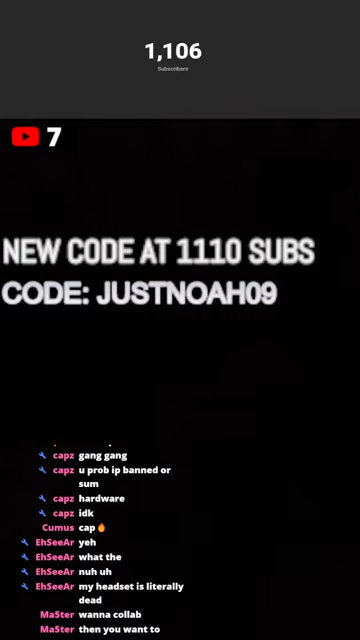 1,106
Subscribers
7
NEW CODE AT 1110 SUBS
CODE: JUSTNOAH09
capz gang gang
capz u prob ip banned or
sum
capz hardware
capz idk
Cumus cap🔥
EhSeeAr yeh
EhSeeAr what the
EhSeeAr nuh uh
EhSeeAr my headset is literally
dead
Ma5ter wanna collab
Ma5ter then you want to